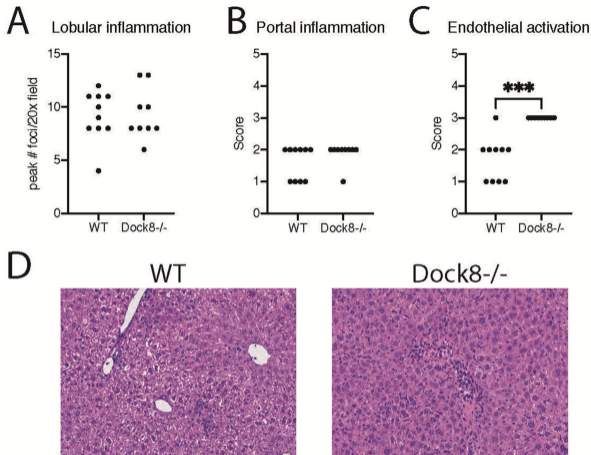 A Lobular inflammation
15
10
5
0
peak # foci/20x field
WT Dock8-/-
B Portal inflammation
5
4
3
2
1
0
Score
WT Dock8-/-
C Endothelial activation
5
4
3
2
1
0
Score
***
WT Dock8-/-
D WT Dock8-/-